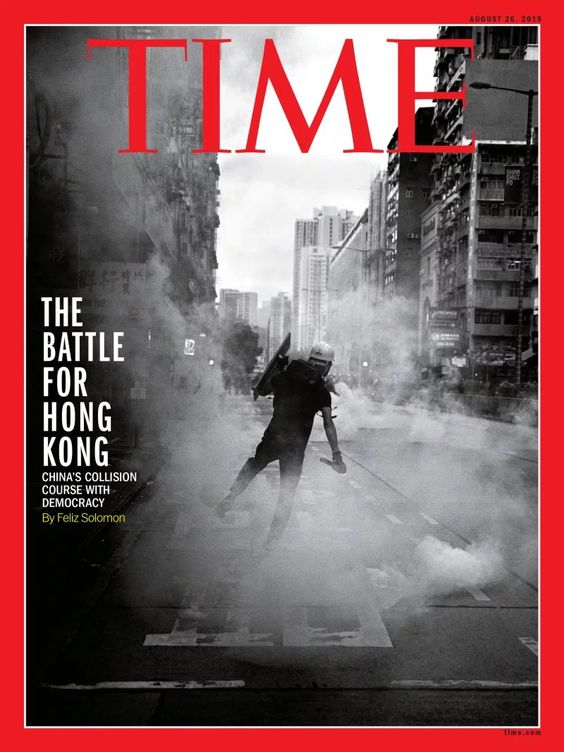 AUGUST 26, 2019
TIME
THE
BATTLE
FOR
HONG
KONG
CHINA'S COLLISION
COURSE WITH
DEMOCRACY
By Feliz Solomon
time.com